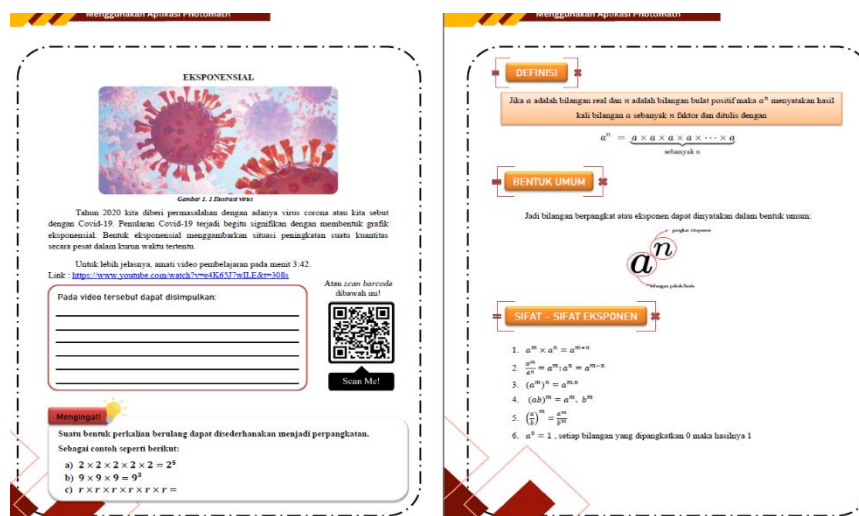 Menggunakan Aplikasi Photomath
EKSPONENSIAL
Gambar 1. 1 Ilustrasi virus
Tahun 2020 kita diberi permasalahan dengan adanya virus corona atau kita sebut
dengan Covid-19. Penularan Covid-19 terjadi begitu signifikan dengan membentuk grafik
eksponensial. Bentuk eksponensial menggambarkan situasi peningkatan suatu kuantitas
secara pesat dalam kurun waktu tertentu.
Untuk lebih jelasnya, amati video pembelajaran pada menit 3:42.
Link : https://www.youtube.com/watch?v=e4K65J7wILE&t=308s
Atau scan barcode
dibawah ini!
Pada video tersebut dapat disimpulkan:
Scan Me!
Mengingat!
Suatu bentuk perkalian berulang dapat disederhanakan menjadi perpangkatan.
Sebagai contoh seperti berikut:
a) 2 × 2 × 2 × 2 × 2 = 2⁵
b) 9 × 9 × 9 = 9³
c) r × r × r × r × r × r =
Menggunakan Aplikasi Photomath
DEFINISI
Jika a adalah bilangan real dan n adalah bilangan bulat positif maka aⁿ menyatakan hasil
kali bilangan a sebanyak n faktor dan ditulis dengan
aⁿ = a × a × a × a × ⋯ × a
sebanyak n
BENTUK UMUM
Jadi bilangan berpangkat atau eksponen dapat dinyatakan dalam bentuk umum:
pangkat /eksponen
aⁿ
bilangan pokok/basis
SIFAT – SIFAT EKSPONEN
1. aᵐ × aⁿ = aᵐ⁺ⁿ
2. aᵐ/aⁿ = aᵐ: aⁿ = aᵐ⁻ⁿ
3. (aᵐ)ⁿ = aᵐ·ⁿ
4. (ab)ᵐ = aᵐ. bᵐ
5. (a/b)ᵐ = aᵐ/bᵐ
6. a⁰ = 1 , setiap bilangan yang dipangkatkan 0 maka hasilnya 1